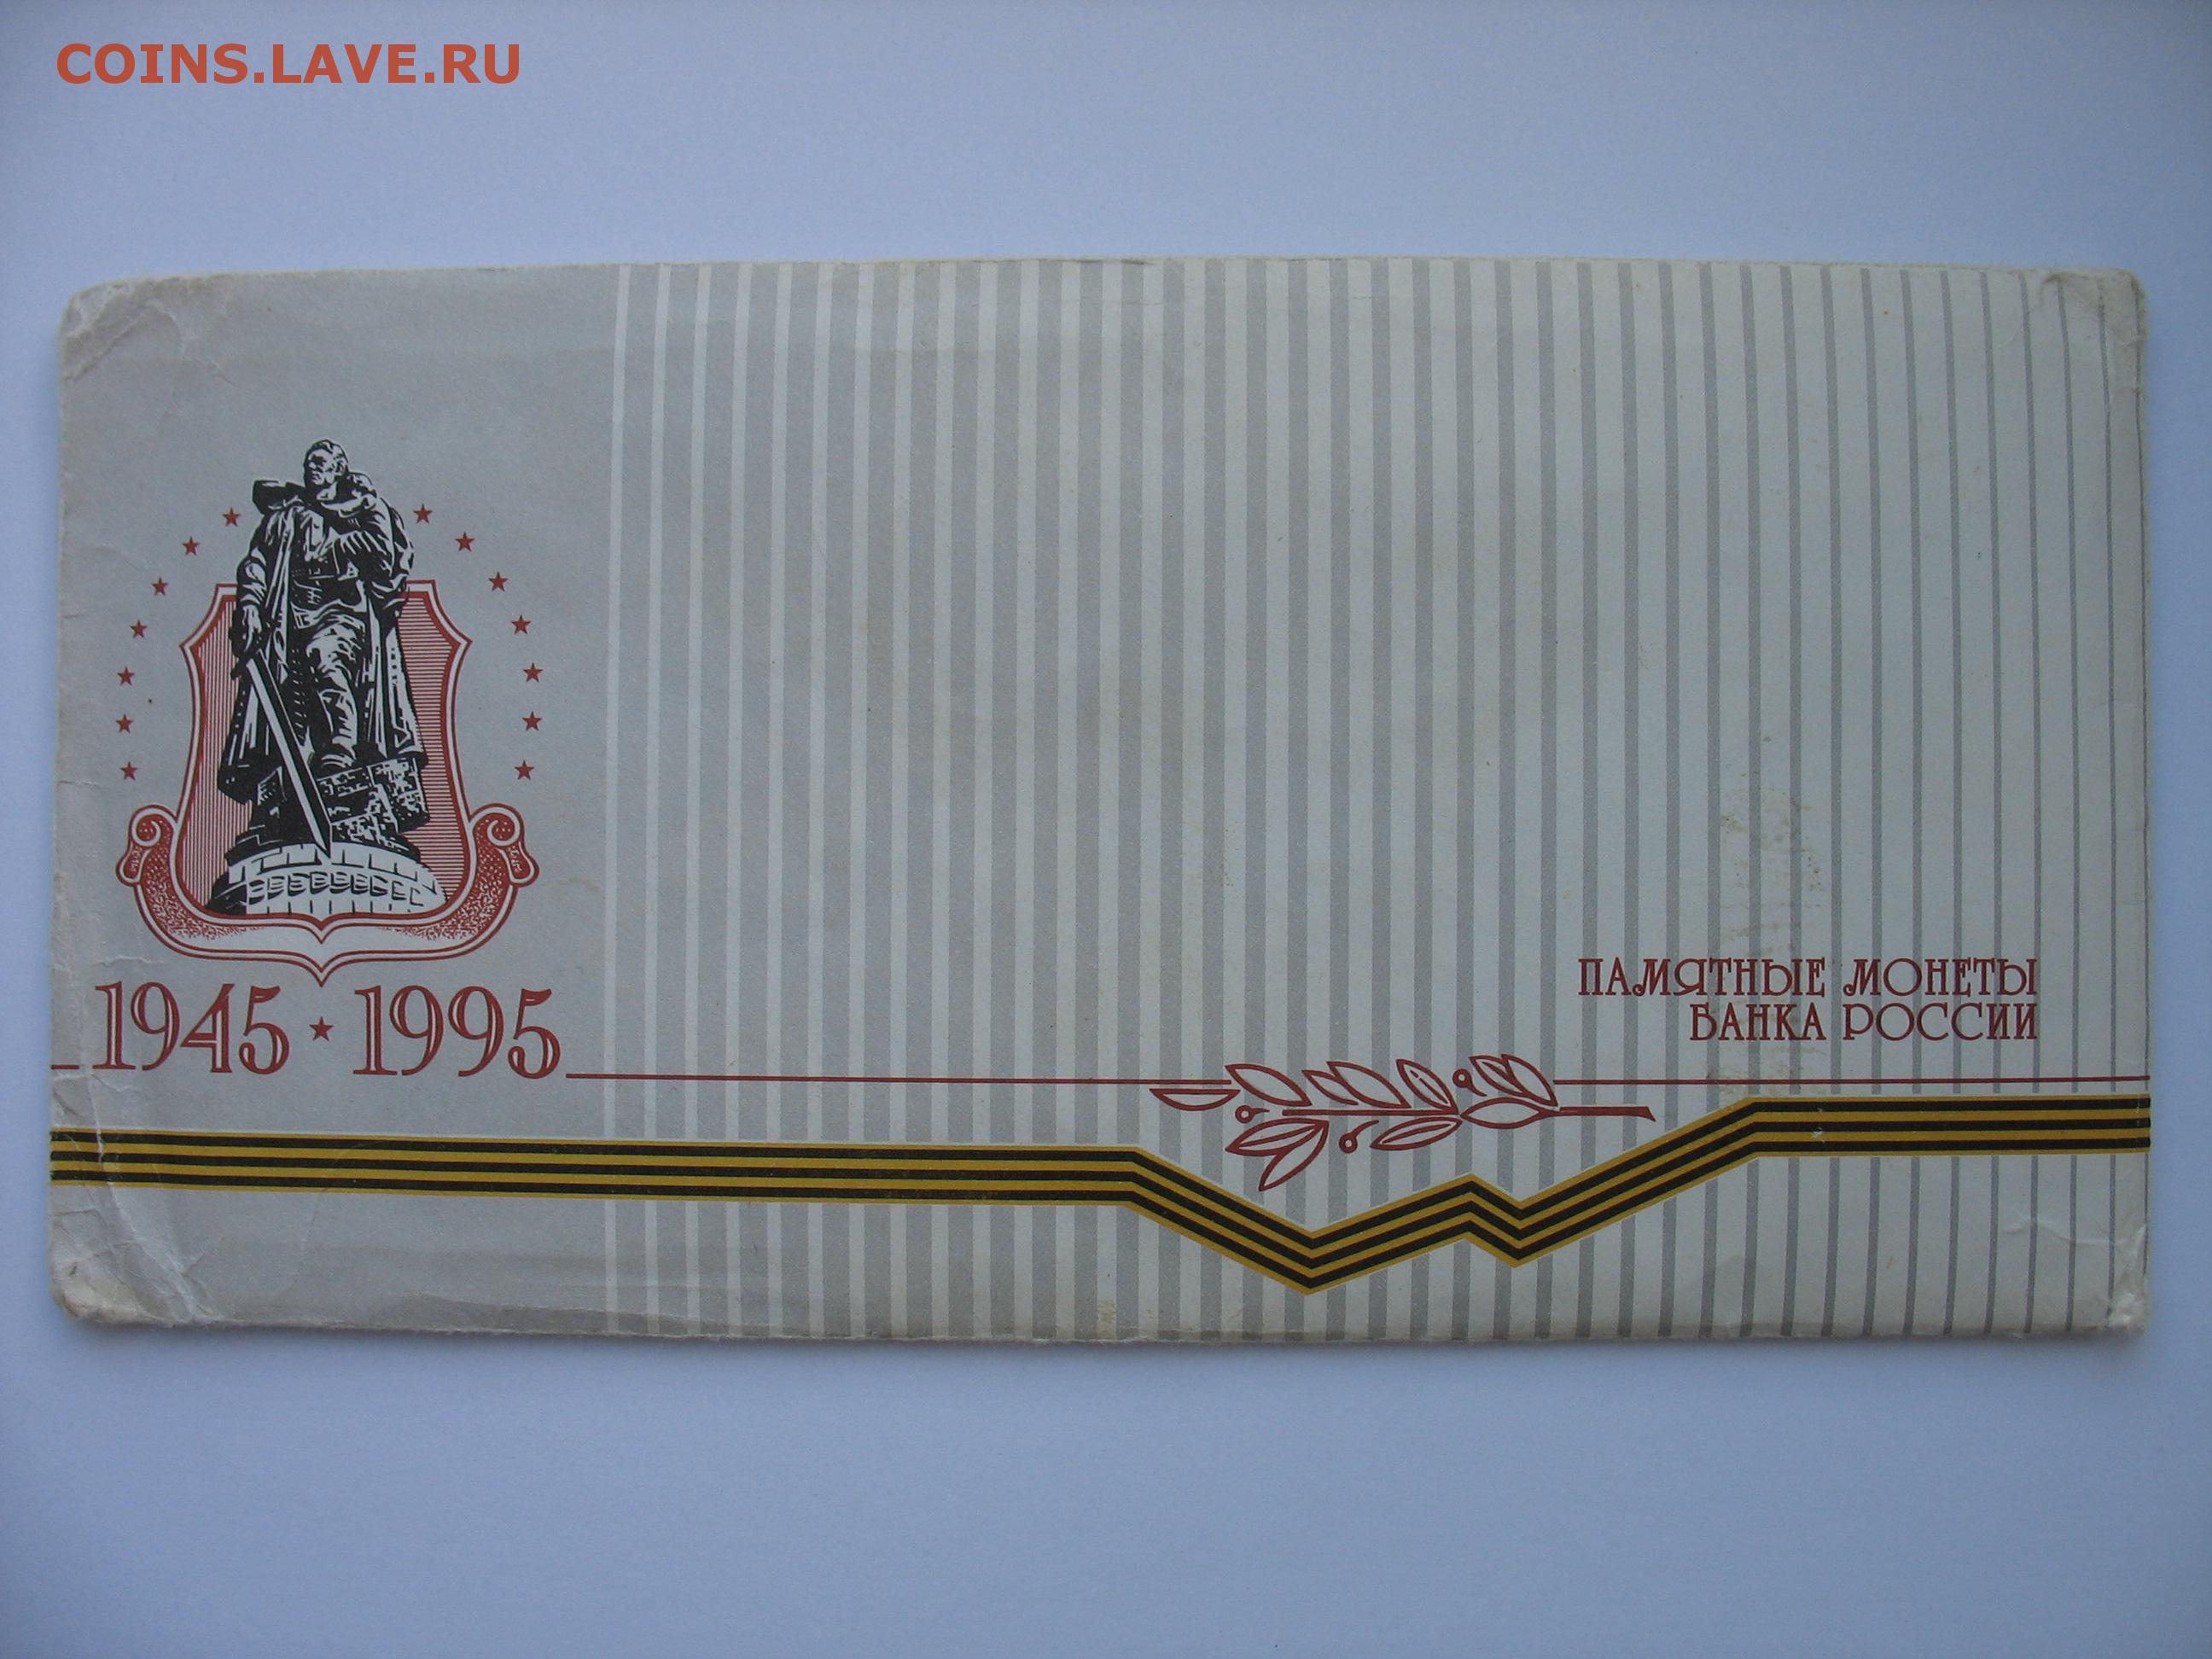 COINS.LAVE.RU
1945 ★ 1995
ПАМЯТНЫЕ МОНЕТЫ
БАНКА РОССИИ